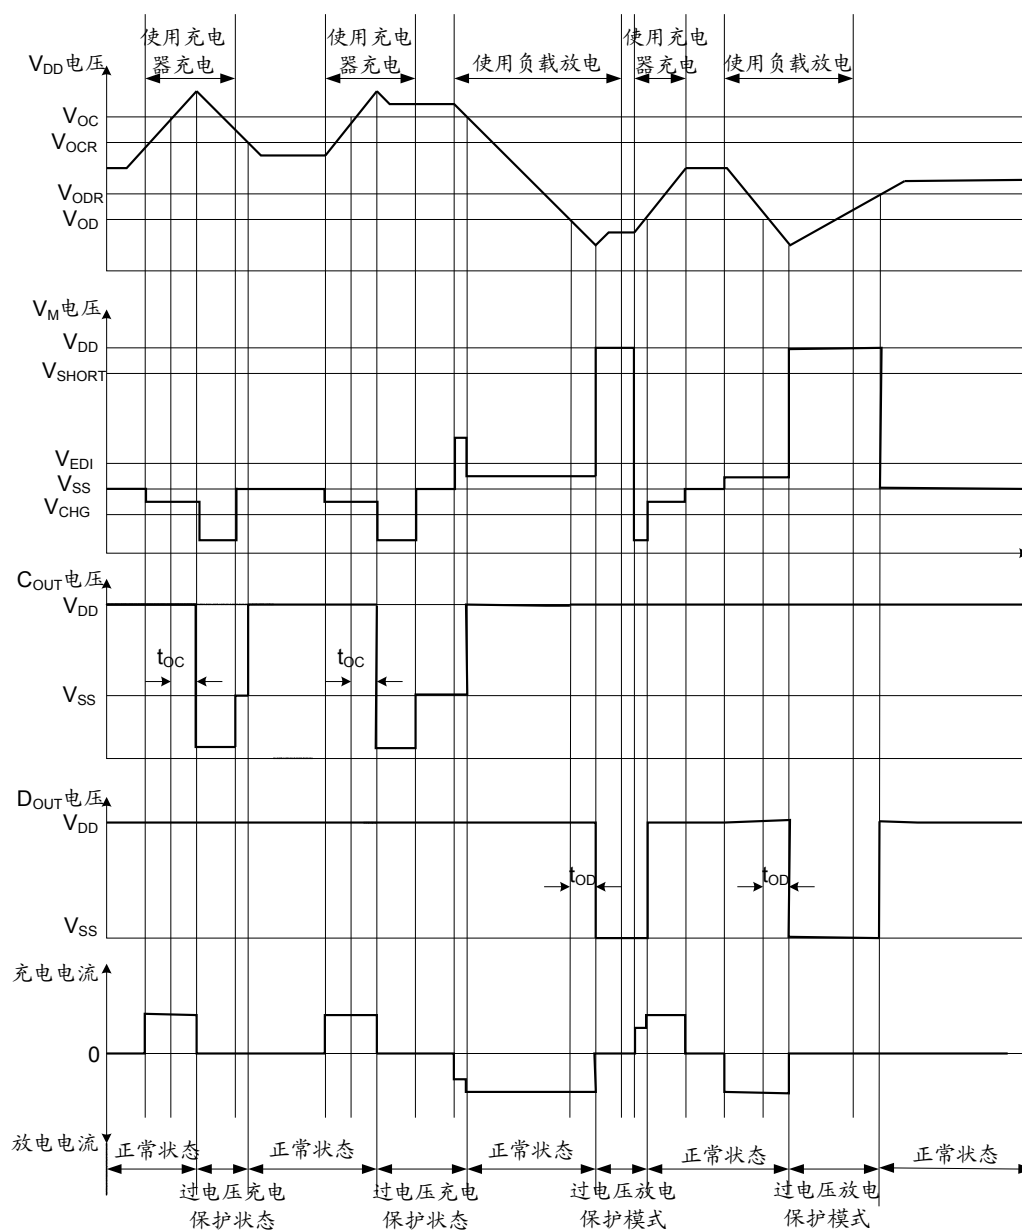 使用充电
器充电
使用充电
器充电
使用负载放电
使用充电
器充电
使用负载放电
VDD电压
VOC
VOCR
VODR
VOD
VM电压
VDD
VSHORT
VEDI
VSS
VCHG
COUT电压
VDD
tOC
tOC
VSS
DOUT电压
VDD
tOD
tOD
VSS
充电电流
0
放电电流
正常状态
正常状态
正常状态
正常状态
正常状态
过电压充电
保护状态
过电压充电
保护状态
过电压放电
保护模式
过电压放电
保护模式